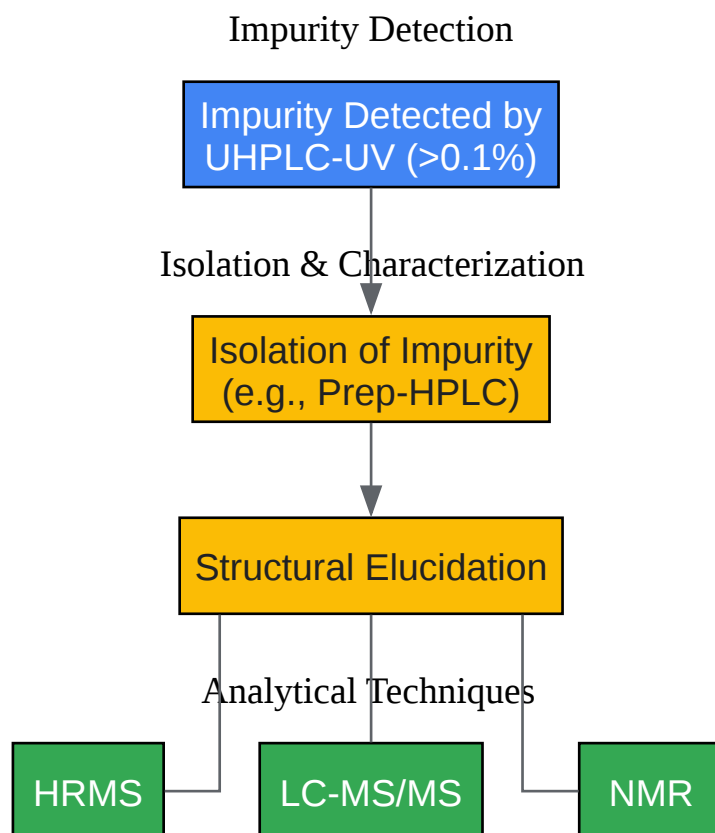 Impurity Detection
Impurity Detected by
UHPLC-UV (>0.1%)
Isolation & Characterization
Isolation of Impurity
(e.g., Prep-HPLC)
Structural Elucidation
Analytical Techniques
HRMS
LC-MS/MS
NMR